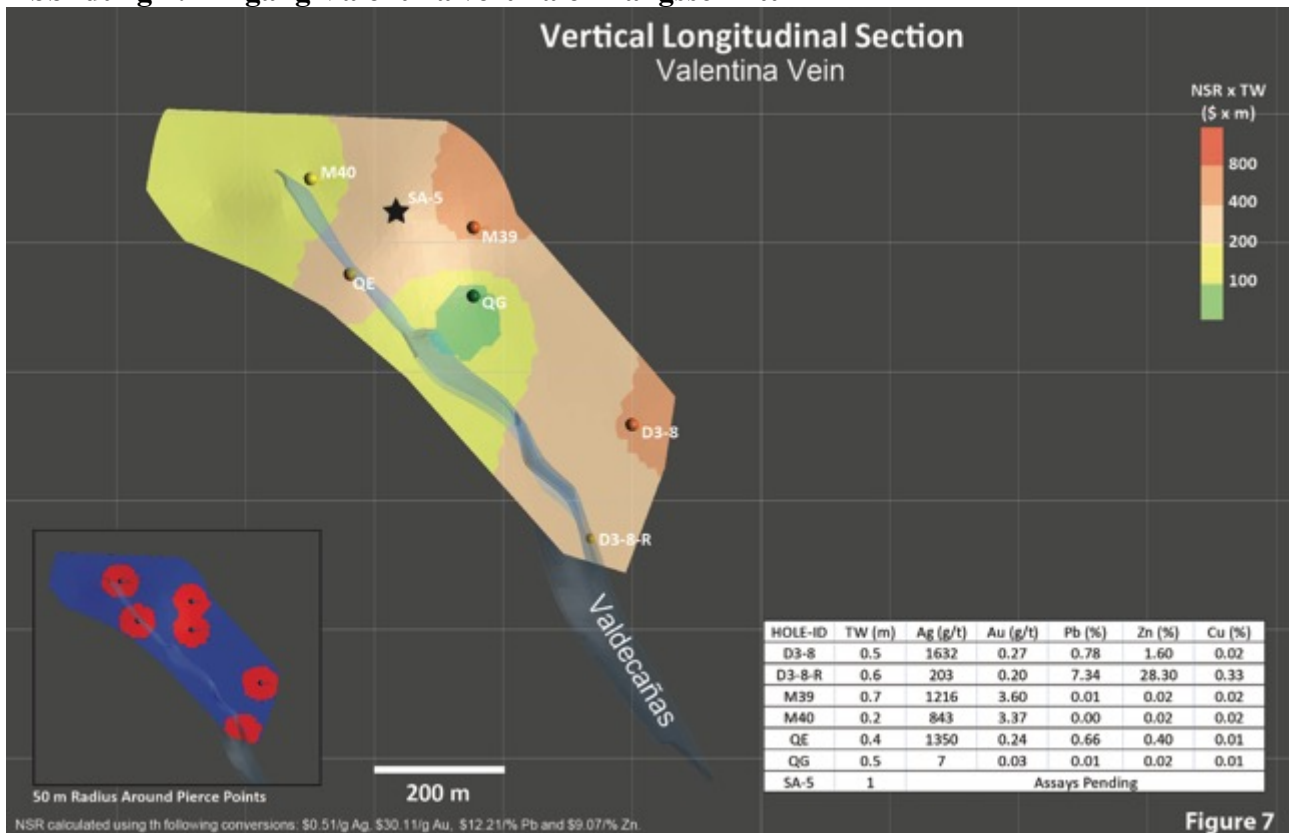 Vertical Longitudinal Section
Valentina Vein
NSR x TW
($ x m)
800
400
200
100
M40
SA-5
M39
QE
QG
D3-8
D3-8-R
Valdecañas
HOLE-ID TW (m) Ag (g/t) Au (g/t) Pb (%) Zn (%) Cu (%)
D3-8 0.5 1632 0.27 0.78 1.60 0.02
D3-8-R 0.6 203 0.20 7.34 28.30 0.33
M39 0.7 1216 3.60 0.01 0.02 0.02
M40 0.2 843 3.37 0.00 0.02 0.02
QE 0.4 1350 0.24 0.66 0.40 0.01
QG 0.5 7 0.03 0.01 0.02 0.01
SA-5 1 Assays Pending
50 m Radius Around Pierce Points
200 m
NSR calculated using th following conversions: $0.51/g Ag, $30.11/g Au, $12.21/% Pb and $9.07/% Zn.
Figure 7